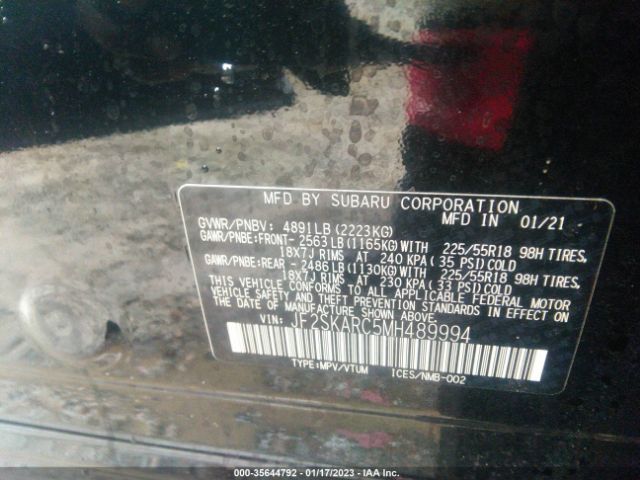 MFD BY SUBARU CORPORATION
GVWR/PNBV: 4891LB(2223KG) MFD IN 01/21
GAWR/PNBE:FRONT- 2563LB(1165KG)WITH 225/55R18 98H TIRES,
18X7J RIMS AT 240 KPA(35 PSI)COLD
GAWR/PNBE:REAR - 2486LB(1130KG)WITH 225/55R18 98H TIRES,
18X7J RIMS AT 230 KPA(33 PSI)COLD
THIS VEHICLE CONFORMS TO ALL APPLICABLE FEDERAL MOTOR
VEHICLE SAFETY AND THEFT PREVENTION STANDARDS IN EFFECT ON
THE DATE OF MANUFACTURE SHOWN ABOVE.
VIN: JF2SKARC5MH489994
TYPE:MPV/VTUM ICES/NMB-002
000-35644792 - 01/17/2023 - IAA Inc.